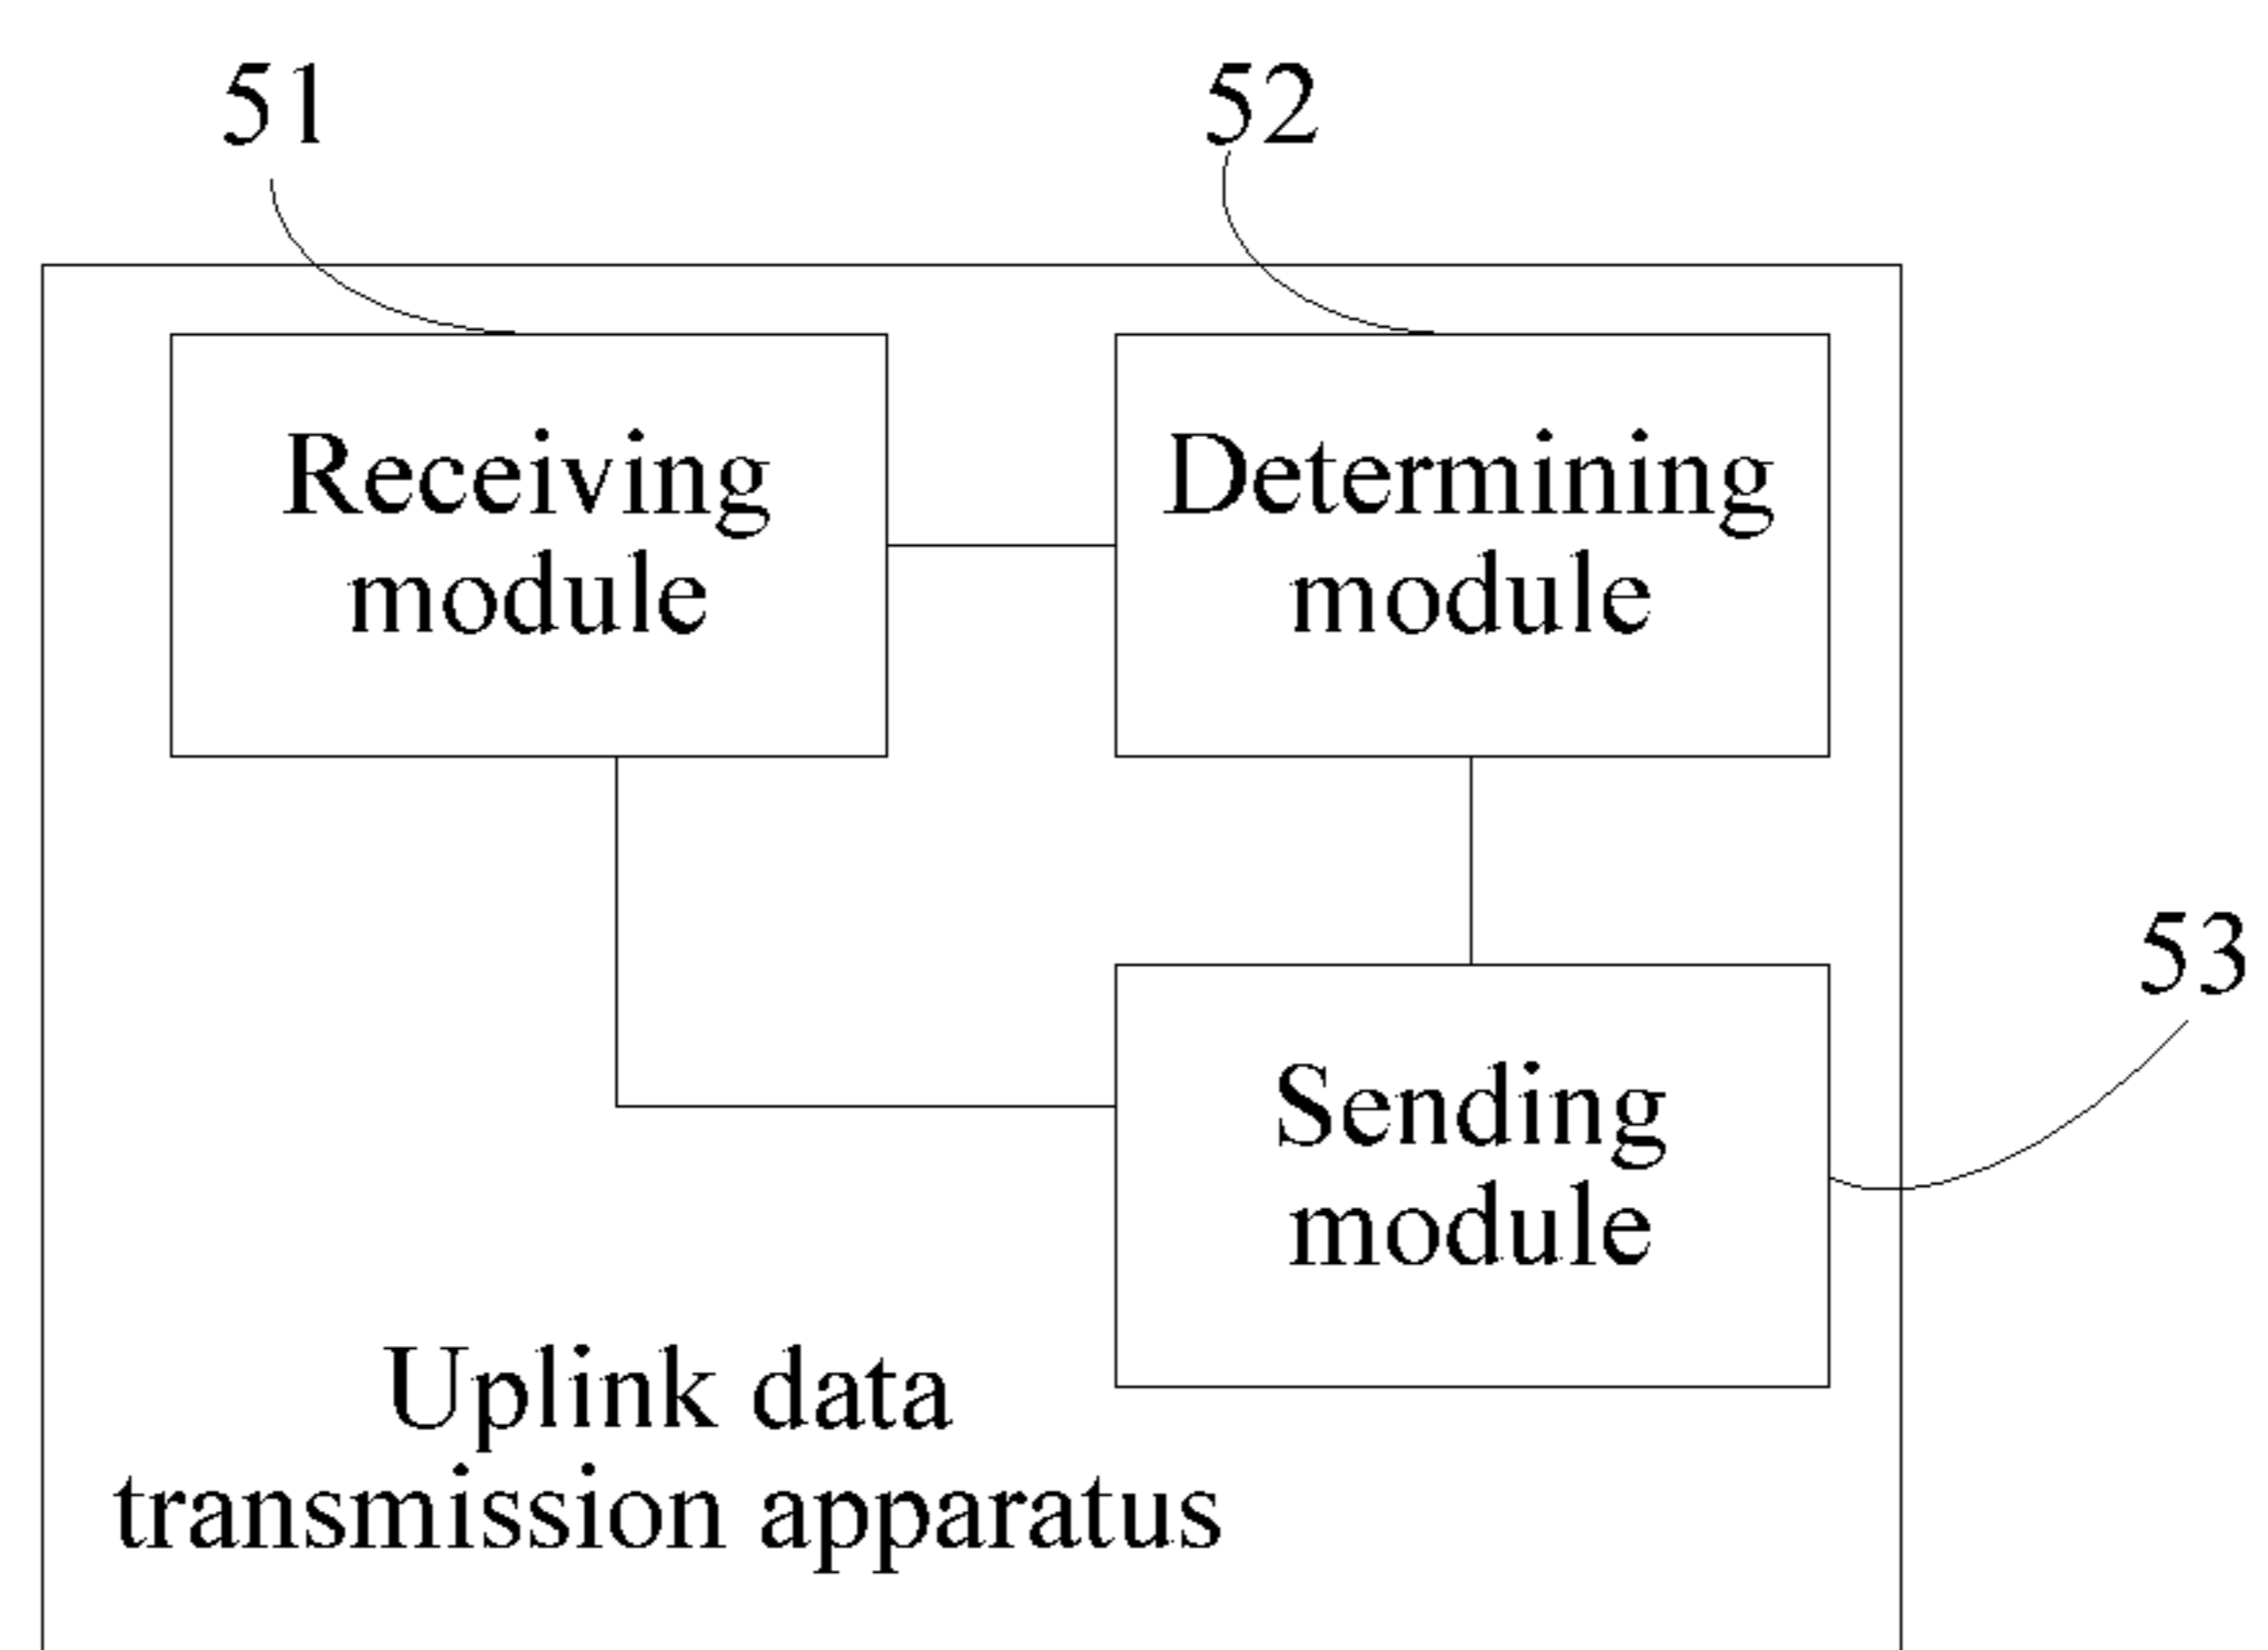 51
52
Receiving
module
Determining
module
53
Sending
module
Uplink data
transmission apparatus